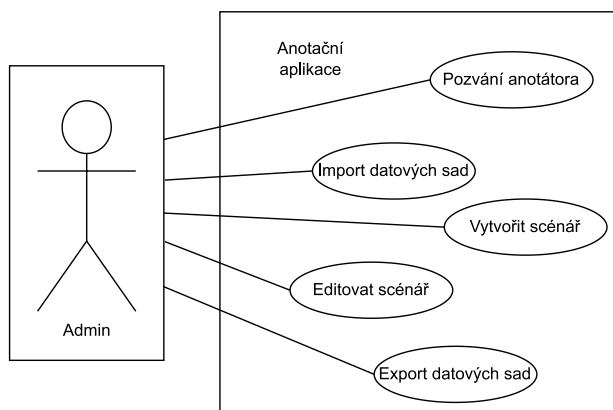 Anotační
aplikace
Pozvání anotátora
Import datových sad
Vytvořit scénář
Editovat scénář
Admin
Export datových sad